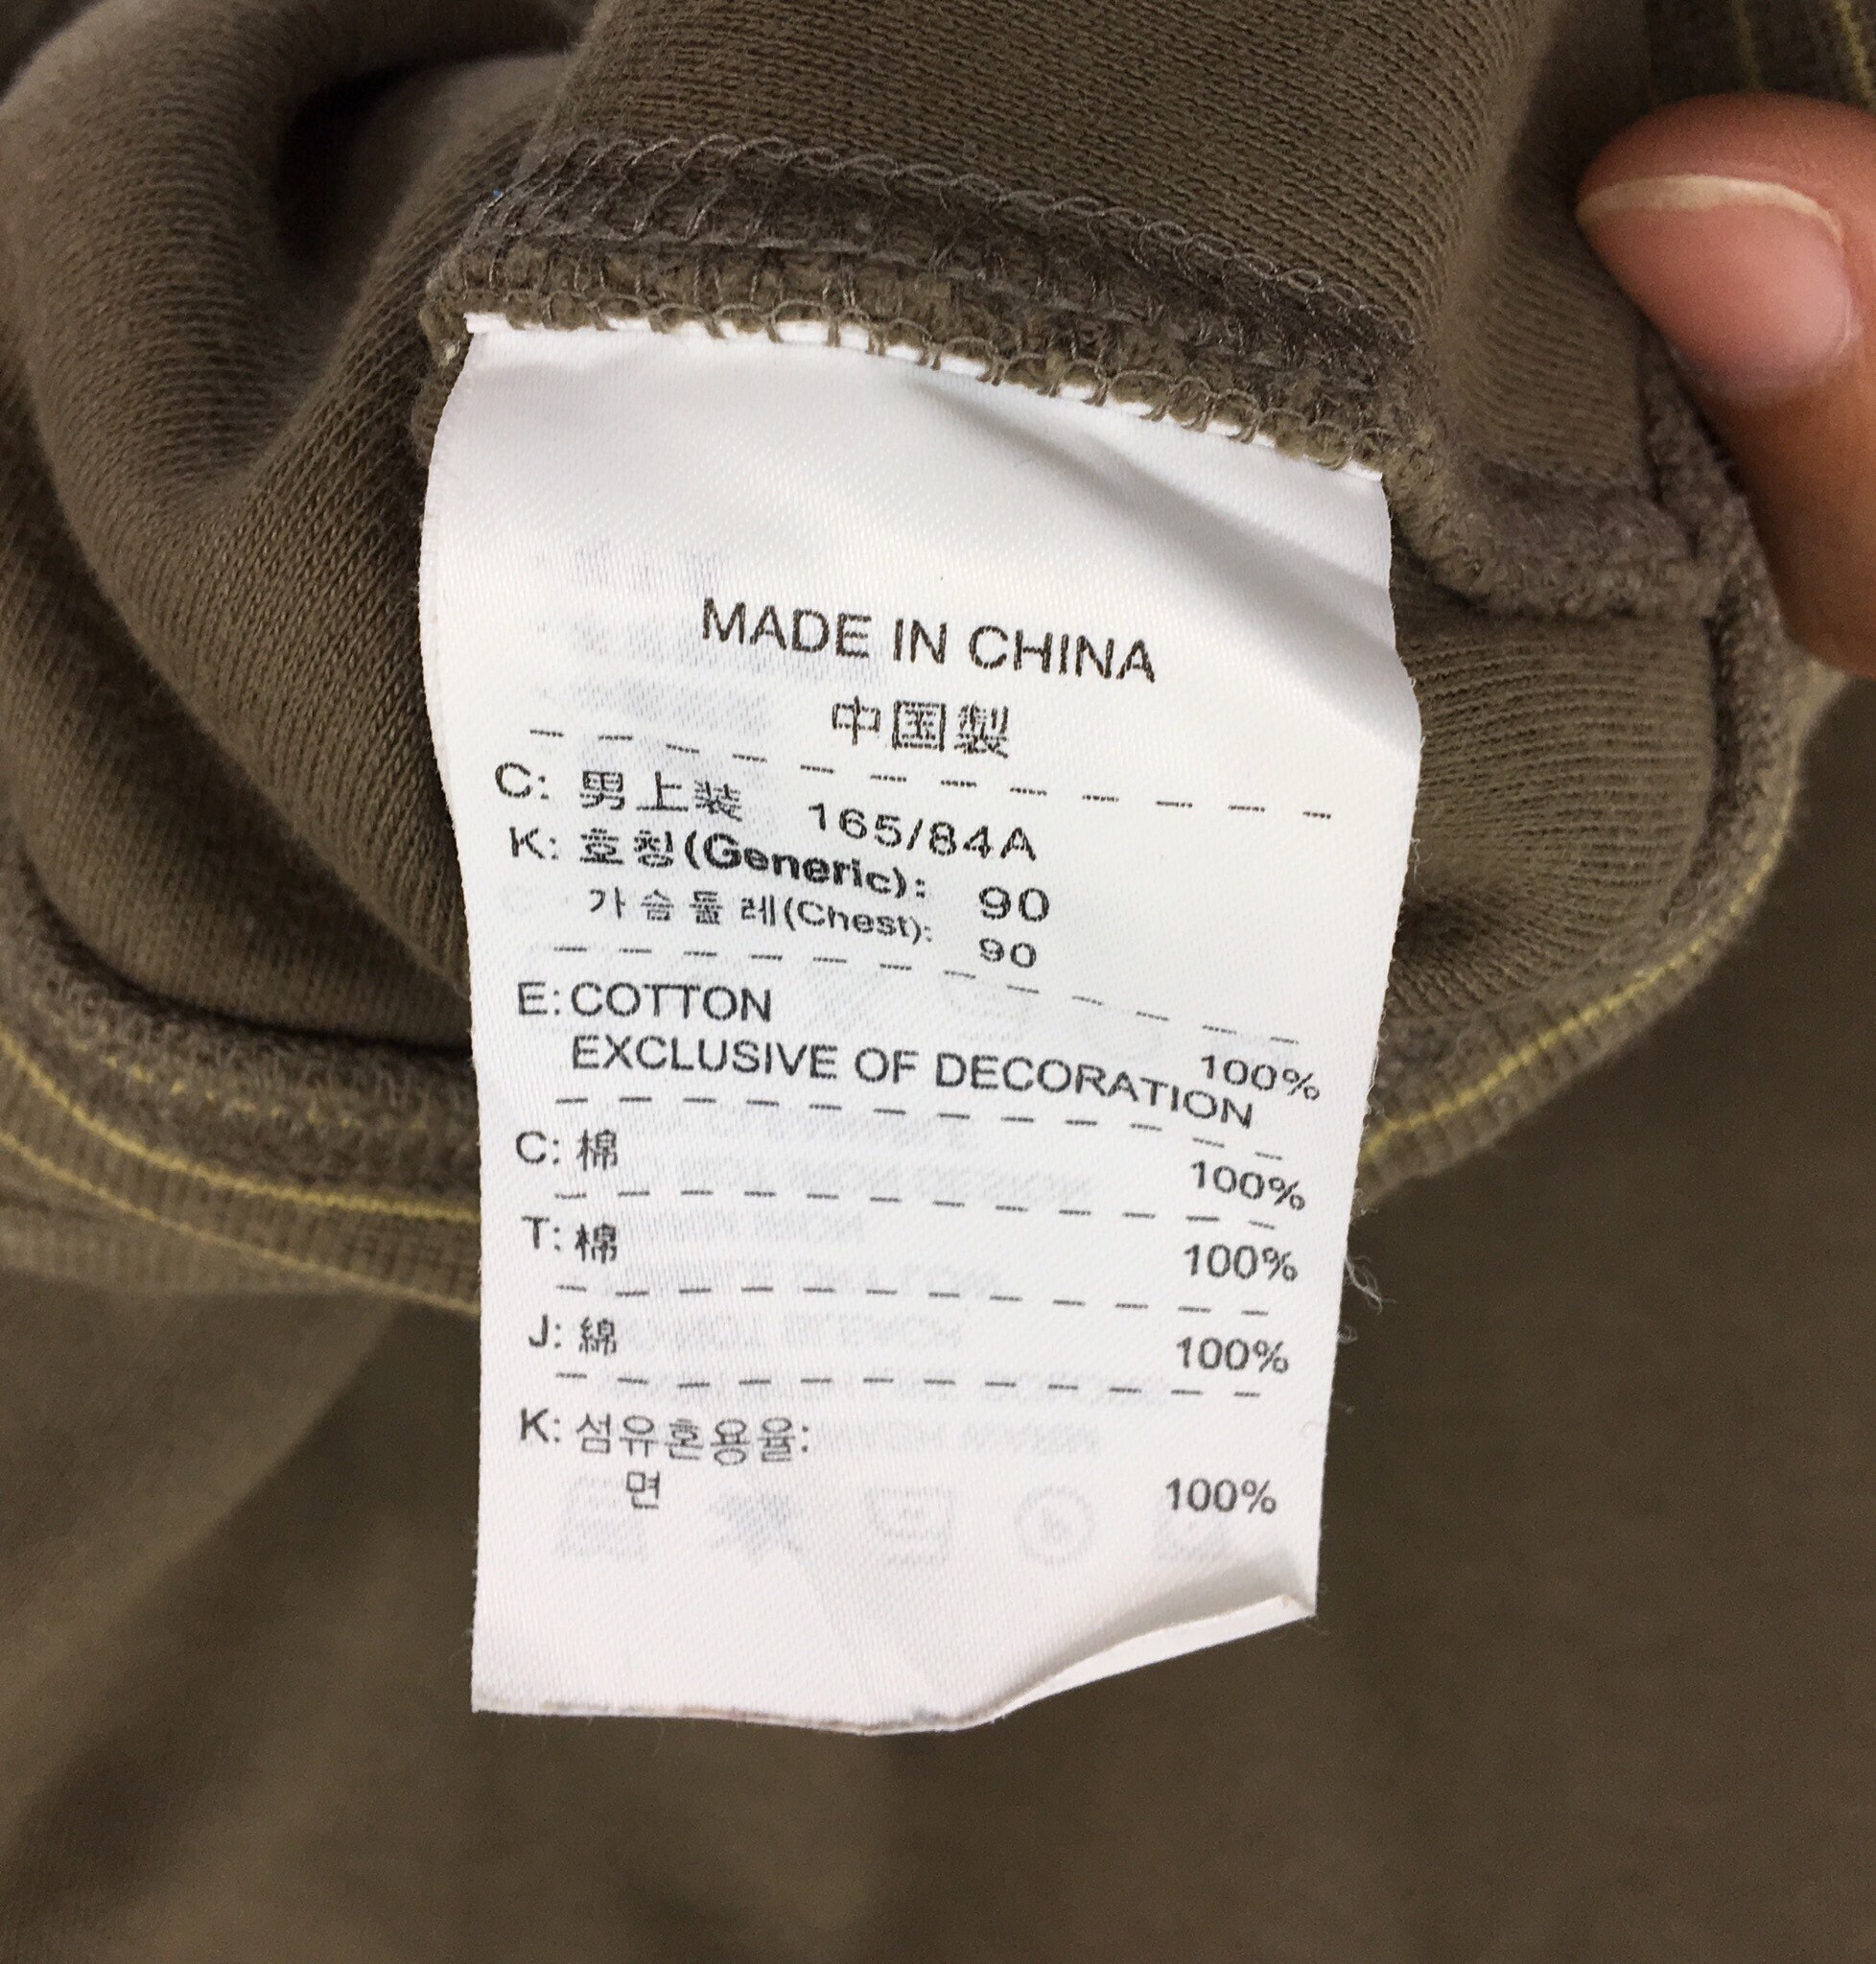 MADE IN CHINA
中国製
C: 男上装 165/84A
K: 호칭(Generic): 90
가슴둘레(Chest): 90
E: COTTON 100%
EXCLUSIVE OF DECORATION
C: 棉 100%
T: 棉 100%
J: 綿 100%
K: 섬유혼용율:
면 100%